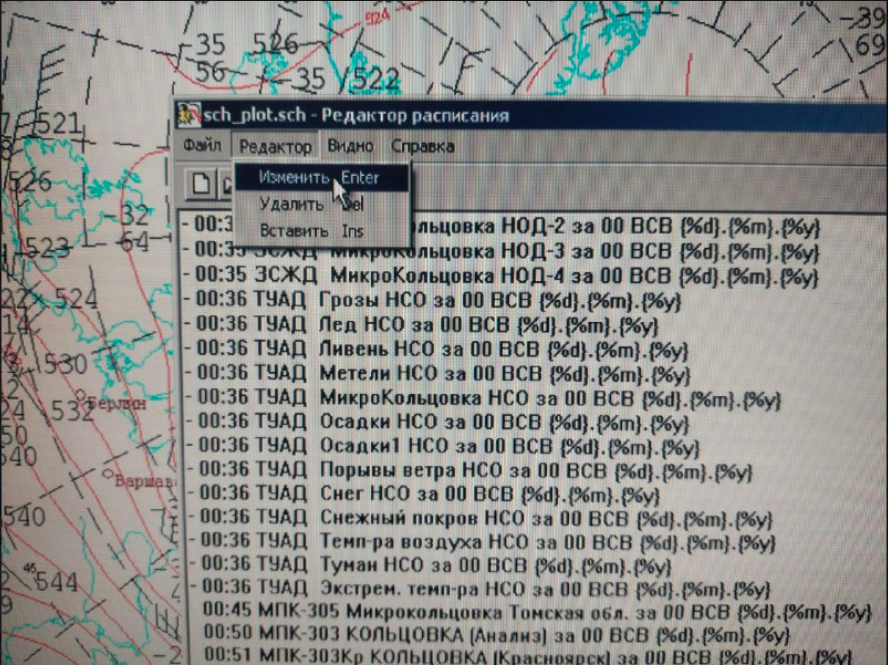 524
-39
69
-35 526
56 -35 522
521
526
-32
64
523
524
14
530
532
Берлин
50
540
Варшав
540
544
sch_plot.sch - Редактор расписания
Файл Редактор Видно Справка
Изменить Enter
Удалить Del
Вставить Ins
- 00:3 льцовка НОД-2 за 00 ВСВ {%d}.{%m}.{%y}
- 00:35 ЗСЖД МикроКольцовка НОД-3 за 00 ВСВ {%d}.{%m}.{%y}
- 00:35 ЗСЖД МикроКольцовка НОД-4 за 00 ВСВ {%d}.{%m}.{%y}
- 00:36 ТУАД Грозы НСО за 00 ВСВ {%d}.{%m}.{%y}
- 00:36 ТУАД Лед НСО за 00 ВСВ {%d}.{%m}.{%y}
- 00:36 ТУАД Ливень НСО за 00 ВСВ {%d}.{%m}.{%y}
- 00:36 ТУАД Метели НСО за 00 ВСВ {%d}.{%m}.{%y}
- 00:36 ТУАД МикроКольцовка НСО за 00 ВСВ {%d}.{%m}.{%y}
- 00:36 ТУАД Осадки НСО за 00 ВСВ {%d}.{%m}.{%y}
- 00:36 ТУАД Осадки1 НСО за 00 ВСВ {%d}.{%m}.{%y}
- 00:36 ТУАД Порывы ветра НСО за 00 ВСВ {%d}.{%m}.{%y}
- 00:36 ТУАД Снег НСО за 00 ВСВ {%d}.{%m}.{%y}
- 00:36 ТУАД Снежный покров НСО за 00 ВСВ {%d}.{%m}.{%y}
- 00:36 ТУАД Темп-ра воздуха НСО за 00 ВСВ {%d}.{%m}.{%y}
- 00:36 ТУАД Туман НСО за 00 ВСВ {%d}.{%m}.{%y}
- 00:36 ТУАД Экстрем. темп-ра НСО за 00 ВСВ {%d}.{%m}.{%y}
00:45 МПК-305 Микрокольцовка Томская обл. за 00 ВСВ {%d}.{%m}.{%y}
00:50 МПК-303 КОЛЬЦОВКА (Анализ) за 00 ВСВ {%d}.{%m}.{%y}
00:51 МПК-303Кр КОЛЬЦОВКА (Красноярск) за 00 ВСВ {%d}.{%m}.{%y}